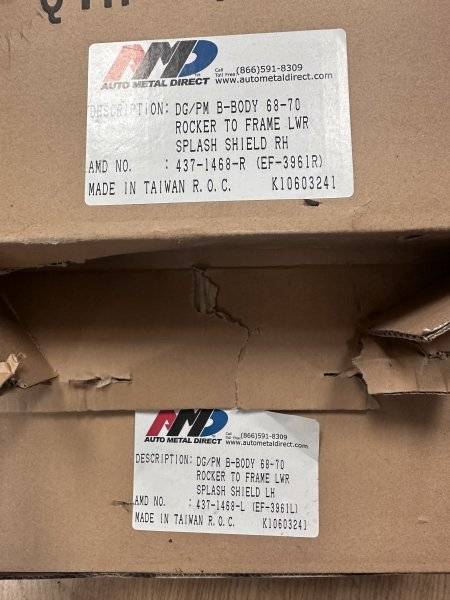 AMD
AUTO METAL DIRECT
Call Toll Free (866)591-8309
www.autometaldirect.com
DESCRIPTION: DG/PM B-BODY 68-70
ROCKER TO FRAME LWR
SPLASH SHIELD RH
AMD NO. : 437-1468-R (EF-3961R)
MADE IN TAIWAN R.O.C. K10603241
AMD
AUTO METAL DIRECT
Call Toll Free (866)591-8309
www.autometaldirect.com
DESCRIPTION: DG/PM B-BODY 68-70
ROCKER TO FRAME LWR
SPLASH SHIELD LH
AMD NO. : 437-1468-L (EF-3961L)
MADE IN TAIWAN R.O.C. K10603241